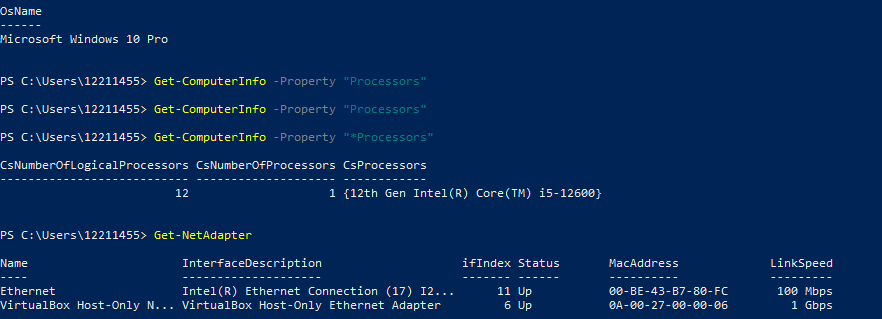 OsName
------
Microsoft Windows 10 Pro
PS C:\Users\12211455> Get-ComputerInfo -Property "Processors"
PS C:\Users\12211455> Get-ComputerInfo -Property "Processors"
PS C:\Users\12211455> Get-ComputerInfo -Property "*Processors"
CsNumberOfLogicalProcessors CsNumberOfProcessors CsProcessors
--------------------------- -------------------- ------------
                         12                    1 {12th Gen Intel(R) Core(TM) i5-12600}
PS C:\Users\12211455> Get-NetAdapter
Name                      InterfaceDescription                    ifIndex Status       MacAddress             LinkSpeed
----                      --------------------                    ------- ------       ----------             ---------
Ethernet                  Intel(R) Ethernet Connection (17) I2...      11 Up           00-BE-43-B7-80-FC       100 Mbps
VirtualBox Host-Only N... VirtualBox Host-Only Ethernet Adapter         6 Up           0A-00-27-00-00-06         1 Gbps